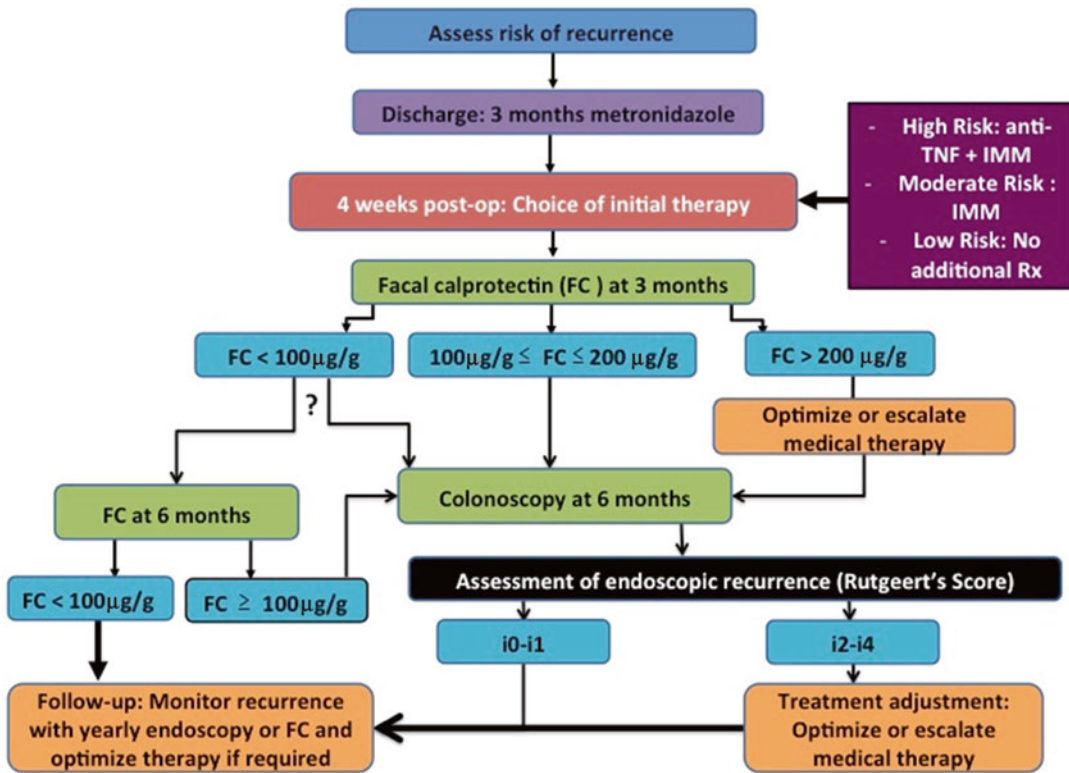 Assess risk of recurrence
Discharge: 3 months metronidazole
- High Risk: anti-
TNF + IMM
- Moderate Risk :
IMM
- Low Risk: No
additional Rx
4 weeks post-op: Choice of initial therapy
Facal calprotectin (FC ) at 3 months
FC < 100μg/g
100μg/g ≤ FC ≤ 200 μg/g
FC > 200 μg/g
?
Optimize or escalate
medical therapy
FC at 6 months
Colonoscopy at 6 months
FC < 100μg/g
FC ≥ 100μg/g
Assessment of endoscopic recurrence (Rutgeert's Score)
i0-i1
i2-i4
Follow-up: Monitor recurrence
with yearly endoscopy or FC and
optimize therapy if required
Treatment adjustment:
Optimize or escalate
medical therapy